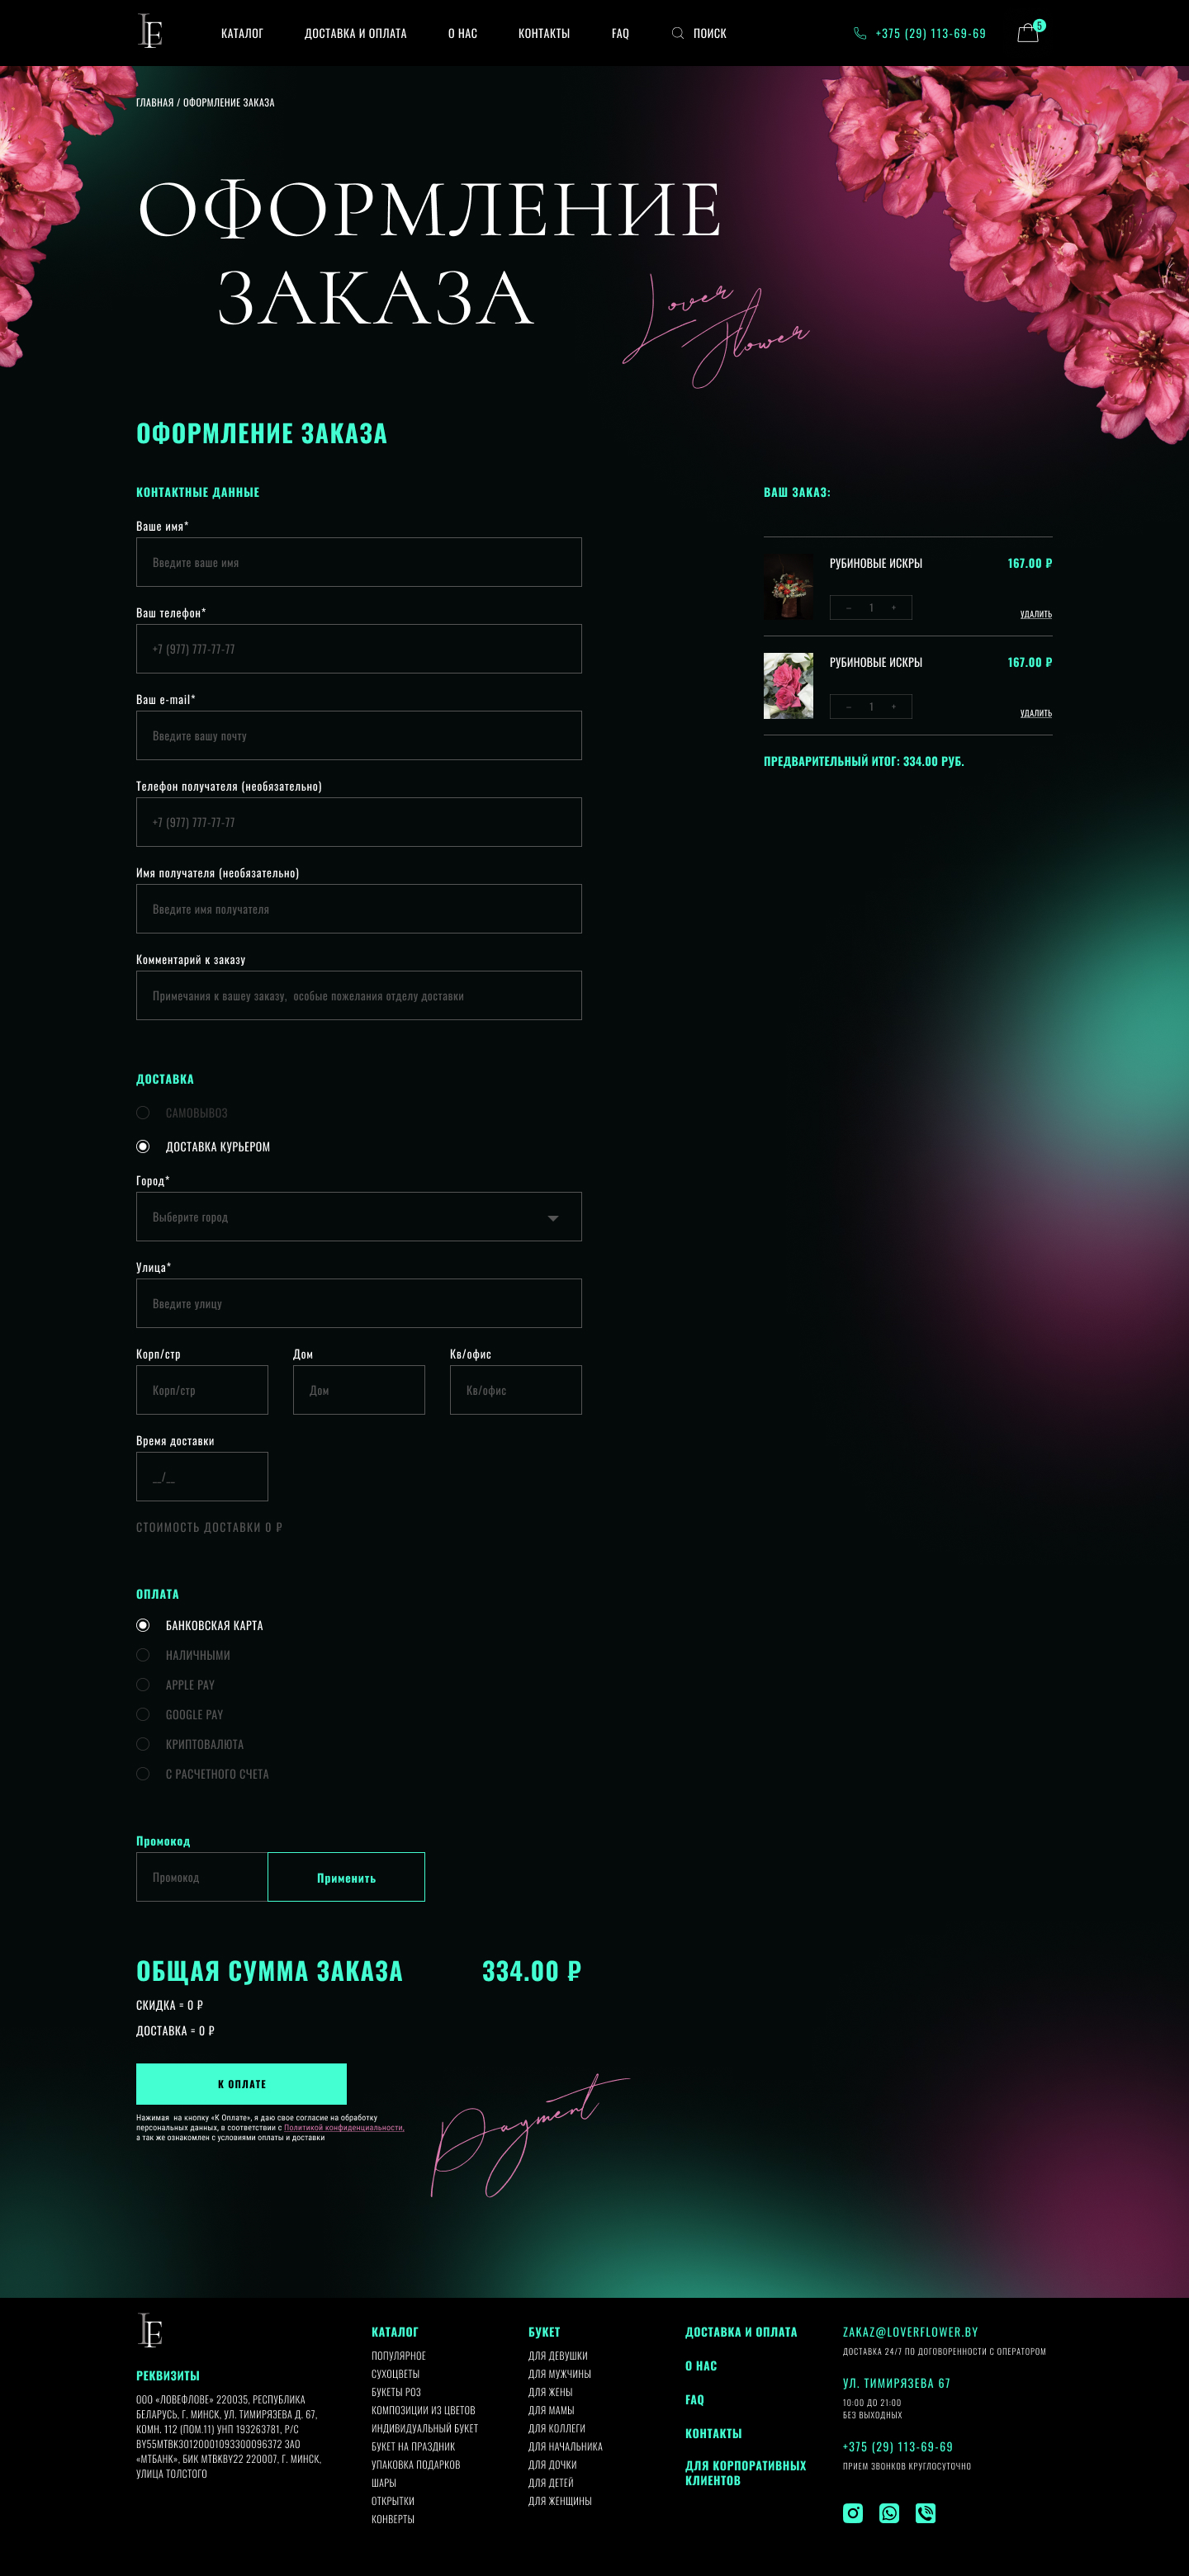 LF
КАТАЛОГ
ДОСТАВКА И ОПЛАТА
О НАС
КОНТАКТЫ
FAQ
ПОИСК
+375 (29) 113-69-69
5
ГЛАВНАЯ / ОФОРМЛЕНИЕ ЗАКАЗА
ОФОРМЛЕНИЕ
ЗАКАЗА
Lover
Flower
ОФОРМЛЕНИЕ ЗАКАЗА
КОНТАКТНЫЕ ДАННЫЕ
Ваше имя*
Введите ваше имя
Ваш телефон*
+7 (977) 777-77-77
Ваш e-mail*
Введите вашу почту
Телефон получателя (необязательно)
+7 (977) 777-77-77
Имя получателя (необязательно)
Введите имя получателя
Комментарий к заказу
Примечания к вашеу заказу, особые пожелания отделу доставки
ВАШ ЗАКАЗ:
РУБИНОВЫЕ ИСКРЫ
167.00 ₽
– 1 +
УДАЛИТЬ
РУБИНОВЫЕ ИСКРЫ
167.00 ₽
– 1 +
УДАЛИТЬ
ПРЕДВАРИТЕЛЬНЫЙ ИТОГ: 334.00 РУБ.
ДОСТАВКА
САМОВЫВОЗ
ДОСТАВКА КУРЬЕРОМ
Город*
Выберите город
Улица*
Введите улицу
Корп/стр
Дом
Кв/офис
Корп/стр
Дом
Кв/офис
Время доставки
__/__
СТОИМОСТЬ ДОСТАВКИ 0 ₽
ОПЛАТА
БАНКОВСКАЯ КАРТА
НАЛИЧНЫМИ
APPLE PAY
GOOGLE PAY
КРИПТОВАЛЮТА
С РАСЧЕТНОГО СЧЕТА
Промокод
Промокод
Применить
ОБЩАЯ СУММА ЗАКАЗА
334.00 ₽
СКИДКА = 0 ₽
ДОСТАВКА = 0 ₽
К ОПЛАТЕ
Нажимая на кнопку «К Оплате», я даю свое согласие на обработку
персональных данных, в соответствии с Политикой конфиденциальности,
а так же ознакомлен с условиями оплаты и доставки
Payment
LF
РЕКВИЗИТЫ
ООО «ЛОВЕФЛОВЕ» 220035, РЕСПУБЛИКА
БЕЛАРУСЬ, Г. МИНСК, УЛ. ТИМИРЯЗЕВА Д. 67,
КОМН. 112 (ПОМ.11) УНП 193263781, Р/С
BY55MTBK30120001093300096372 ЗАО
«МТБАНК», БИК MTBKBY22 220007, Г. МИНСК,
УЛИЦА ТОЛСТОГО
КАТАЛОГ
ПОПУЛЯРНОЕ
СУХОЦВЕТЫ
БУКЕТЫ РОЗ
КОМПОЗИЦИИ ИЗ ЦВЕТОВ
ИНДИВИДУАЛЬНЫЙ БУКЕТ
БУКЕТ НА ПРАЗДНИК
УПАКОВКА ПОДАРКОВ
ШАРЫ
ОТКРЫТКИ
КОНВЕРТЫ
БУКЕТ
ДЛЯ ДЕВУШКИ
ДЛЯ МУЖЧИНЫ
ДЛЯ ЖЕНЫ
ДЛЯ МАМЫ
ДЛЯ КОЛЛЕГИ
ДЛЯ НАЧАЛЬНИКА
ДЛЯ ДОЧКИ
ДЛЯ ДЕТЕЙ
ДЛЯ ЖЕНЩИНЫ
ДОСТАВКА И ОПЛАТА
О НАС
FAQ
КОНТАКТЫ
ДЛЯ КОРПОРАТИВНЫХ
КЛИЕНТОВ
ZAKAZ@LOVERFLOWER.BY
ДОСТАВКА 24/7 ПО ДОГОВОРЕННОСТИ С ОПЕРАТОРОМ
УЛ. ТИМИРЯЗЕВА 67
10:00 ДО 21:00
БЕЗ ВЫХОДНЫХ
+375 (29) 113-69-69
ПРИЕМ ЗВОНКОВ КРУГЛОСУТОЧНО